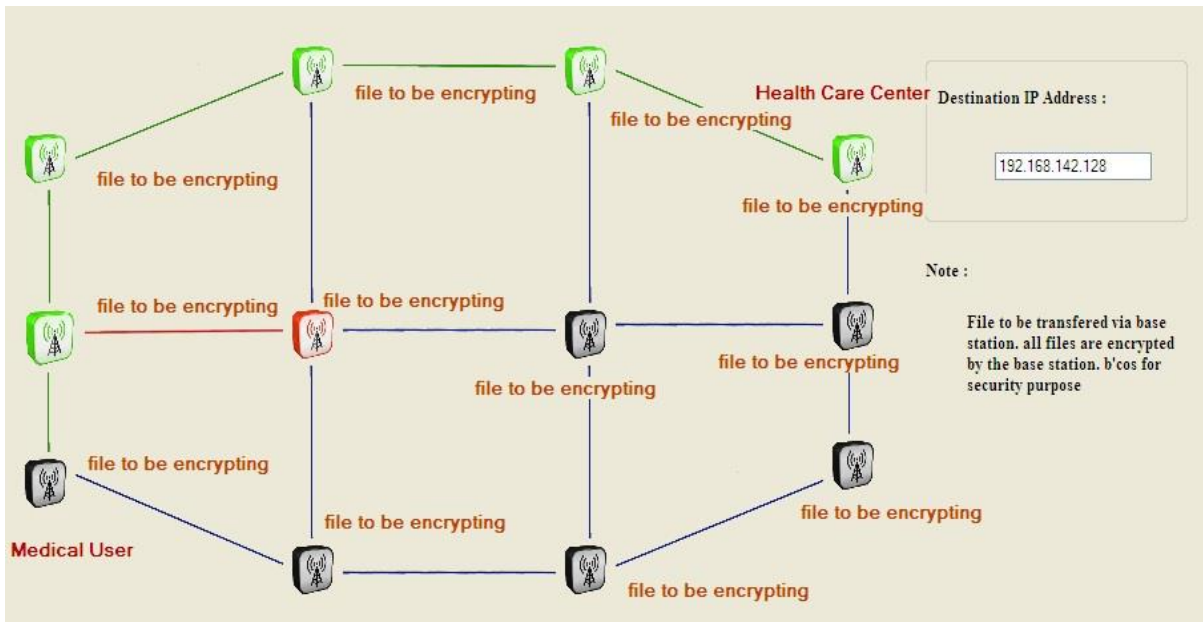 file to be encrypting
Health Care Center
Destination IP Address :
file to be encrypting
192.168.142.128
file to be encrypting
file to be encrypting
Note :
file to be encrypting
file to be encrypting
File to be transfered via base
station. all files are encrypted
by the base station. b'cos for
security purpose
file to be encrypting
file to be encrypting
file to be encrypting
file to be encrypting
file to be encrypting
Medical User
file to be encrypting